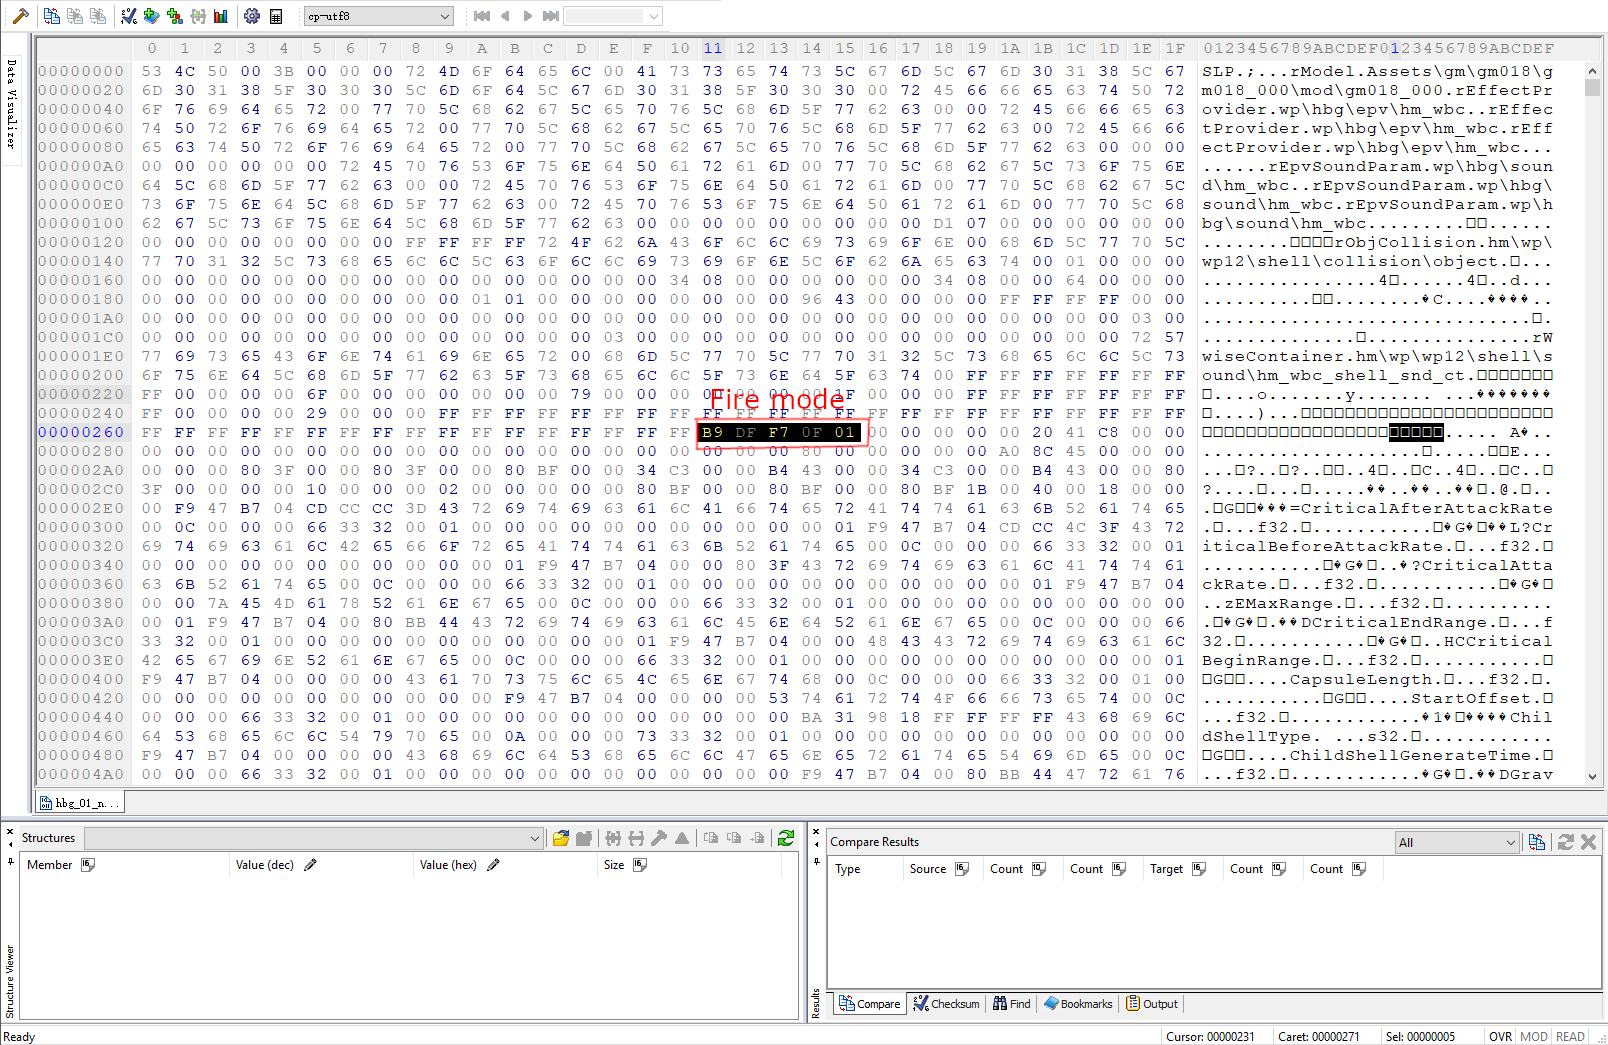 cp=utf8
Data Visualizer
0 1 2 3 4 5 6 7 8 9 A B C D E F 10 11 12 13 14 15 16 17 18 19 1A 1B 1C 1D 1E 1F 0123456789ABCDEF0123456789ABCDEF
00000000 53 4C 50 00 3B 00 00 00 72 4D 6F 64 65 6C 00 41 73 73 65 74 73 5C 67 6D 5C 67 6D 30 31 38 5C 67 SLP.;...rModel.Assets\gm\gm018\g
00000020 6D 30 31 38 5F 30 30 30 5C 6D 6F 64 5C 67 6D 30 31 38 5F 30 30 30 00 72 45 66 66 65 63 74 50 72 m018_000\mod\gm018_000.rEffectPr
00000040 6F 76 69 64 65 72 00 77 70 5C 68 62 67 5C 65 70 76 5C 68 6D 5F 77 62 63 00 00 72 45 66 66 65 63 ovider.wp\hbg\epv\hm_wbc..rEffec
00000060 74 50 72 6F 76 69 64 65 72 00 77 70 5C 68 62 67 5C 65 70 76 5C 68 6D 5F 77 62 63 00 72 45 66 66 tProvider.wp\hbg\epv\hm_wbc.rEff
00000080 65 63 74 50 72 6F 76 69 64 65 72 00 77 70 5C 68 62 67 5C 65 70 76 5C 68 6D 5F 77 62 63 00 00 00 ectProvider.wp\hbg\epv\hm_wbc...
000000A0 00 00 00 00 00 00 72 45 70 76 53 6F 75 6E 64 50 61 72 61 6D 00 77 70 5C 68 62 67 5C 73 6F 75 6E ......rEpvSoundParam.wp\hbg\soun
000000C0 64 5C 68 6D 5F 77 62 63 00 00 72 45 70 76 53 6F 75 6E 64 50 61 72 61 6D 00 77 70 5C 68 62 67 5C d\hm_wbc..rEpvSoundParam.wp\hbg\
000000E0 73 6F 75 6E 64 5C 68 6D 5F 77 62 63 00 72 45 70 76 53 6F 75 6E 64 50 61 72 61 6D 00 77 70 5C 68 sound\hm_wbc.rEpvSoundParam.wp\h
00000100 62 67 5C 73 6F 75 6E 64 5C 68 6D 5F 77 62 63 00 00 00 00 00 00 00 00 00 D1 07 00 00 00 00 00 00 bg\sound\hm_wbc.........□□......
00000120 00 00 00 00 00 00 00 00 FF FF FF FF 72 4F 62 6A 43 6F 6C 6C 69 73 69 6F 6E 00 68 6D 5C 77 70 5C ........□□□□rObjCollision.hm\wp\
00000140 77 70 31 32 5C 73 68 65 6C 6C 5C 63 6F 6C 6C 69 73 69 6F 6E 5C 6F 62 6A 65 63 74 00 01 00 00 00 wp12\shell\collision\object.□...
00000160 00 00 00 00 00 00 00 00 00 00 00 00 00 00 00 00 34 08 00 00 00 00 00 00 34 08 00 00 64 00 00 00 ................4□......4□..d...
00000180 00 00 00 00 00 00 00 00 00 00 01 01 00 00 00 00 00 00 00 00 96 43 00 00 00 00 FF FF FF FF 00 00
000001A0 00 00 00 00 00 00 00 00 00 00 00 00 00 00 00 00 00 00 00 00 00 00 00 00 00 00 00 00 00 00 03 00 ..............................□.
000001C0 00 00 00 00 00 00 00 00 00 00 00 00 00 00 03 00 00 00 00 00 00 00 00 00 00 00 00 00 00 00 72 57 ..............□...............rW
000001E0 77 69 73 65 43 6F 6E 74 61 69 6E 65 72 00 68 6D 5C 77 70 5C 77 70 31 32 5C 73 68 65 6C 6C 5C 73 wiseContainer.hm\wp\wp12\shell\s
00000200 6F 75 6E 64 5C 68 6D 5F 77 62 63 5F 73 68 65 6C 6C 5F 73 6E 64 5F 63 74 00 FF FF FF FF FF FF FF ound\hm_wbc_shell_snd_ct.□□□□□□□
00000220 FF 00 00 00 00 6F 00 00 00 00 00 00 00 79 00 00 00 00 00 00 00 1F 00 00 00 FF FF FF FF FF FF FF
Fire mode
00000240 00 00 00 00 00 29 00 00 00 FF FF FF FF FF FF FF FF FF FF FF FF FF FF FF FF FF FF FF FF FF FF FF
00000260 FF FF FF FF FF FF FF FF FF FF FF FF FF FF FF FF FF B9 DF F7 0F 01 00 00 00 00 00 20 41 C8 00 00
00000280 00 00 00 00 00 00 00 00 00 00 00 00 00 00 00 00 00 00 00 00 80 00 00 00 00 00 A0 8C 45 00 00 00
000002A0 00 00 00 80 3F 00 00 80 3F 00 00 80 BF 00 00 34 C3 00 00 B4 43 00 00 34 C3 00 00 B4 43 00 00 80
000002C0 3F 00 00 00 00 10 00 00 00 02 00 00 00 00 00 80 BF 00 00 80 BF 00 00 80 BF 1B 00 40 00 18 00 00
000002E0 00 F9 47 B7 04 CD CC CC 3D 43 72 69 74 69 63 61 6C 41 66 74 65 72 41 74 74 61 63 6B 52 61 74 65 .G□□���=CriticalAfterAttackRate
00000300 00 0C 00 00 00 66 33 32 00 01 00 00 00 00 00 00 00 00 00 00 00 01 F9 47 B7 04 CD CC 4C 3F 43 72
00000320 69 74 69 63 61 6C 42 65 66 6F 72 65 41 74 74 61 63 6B 52 61 74 65 00 0C 00 00 00 66 33 32 00 01 iticalBeforeAttackRate.□...f32.□
00000340 00 00 00 00 00 00 00 00 00 00 00 01 F9 47 B7 04 00 00 80 3F 43 72 69 74 69 63 61 6C 41 74 74 61
00000360 63 6B 52 61 74 65 00 0C 00 00 00 66 33 32 00 01 00 00 00 00 00 00 00 00 00 00 00 01 F9 47 B7 04
00000380 00 00 7A 45 4D 61 78 52 61 6E 67 65 00 0C 00 00 00 66 33 32 00 01 00 00 00 00 00 00 00 00 00 00 ..zEMaxRange.□...f32.□..........
000003A0 00 01 F9 47 B7 04 00 80 BB 44 43 72 69 74 69 63 61 6C 45 6E 64 52 61 6E 67 65 00 0C 00 00 00 66
000003C0 33 32 00 01 00 00 00 00 00 00 00 00 00 00 00 01 F9 47 B7 04 00 00 48 43 43 72 69 74 69 63 61 6C
000003E0 42 65 67 69 6E 52 61 6E 67 65 00 0C 00 00 00 66 33 32 00 01 00 00 00 00 00 00 00 00 00 00 00 01 BeginRange.□...f32.□...........□
00000400 F9 47 B7 04 00 00 00 00 43 61 70 73 75 6C 65 4C 65 6E 67 74 68 00 0C 00 00 00 66 33 32 00 01 00
00000420 00 00 00 00 00 00 00 00 00 00 00 F9 47 B7 04 00 00 00 00 53 74 61 72 74 4F 66 66 73 65 74 00 0C
00000440 00 00 00 66 33 32 00 01 00 00 00 00 00 00 00 00 00 00 00 00 BA 31 98 18 FF FF FF FF 43 68 69 6C
00000460 64 53 68 65 6C 6C 54 79 70 65 00 0A 00 00 00 73 33 32 00 01 00 00 00 00 00 00 00 00 00 00 00 00
00000480 F9 47 B7 04 00 00 00 00 43 68 69 6C 64 53 68 65 6C 6C 47 65 6E 65 72 61 74 65 54 69 6D 65 00 0C
000004A0 00 00 00 66 33 32 00 01 00 00 00 00 00 00 00 00 00 00 00 00 F9 47 B7 04 00 80 BB 44 47 72 61 76
hbg_01_n...
Structures
Member Value (dec) Value (hex) Size
Structure Viewer
Compare Results All
Type Source Count Count Target Count Count
Results
Compare Checksum Find Bookmarks Output
Ready Cursor: 00000231 Caret: 00000271 Sel: 00000005 OVR MOD READ